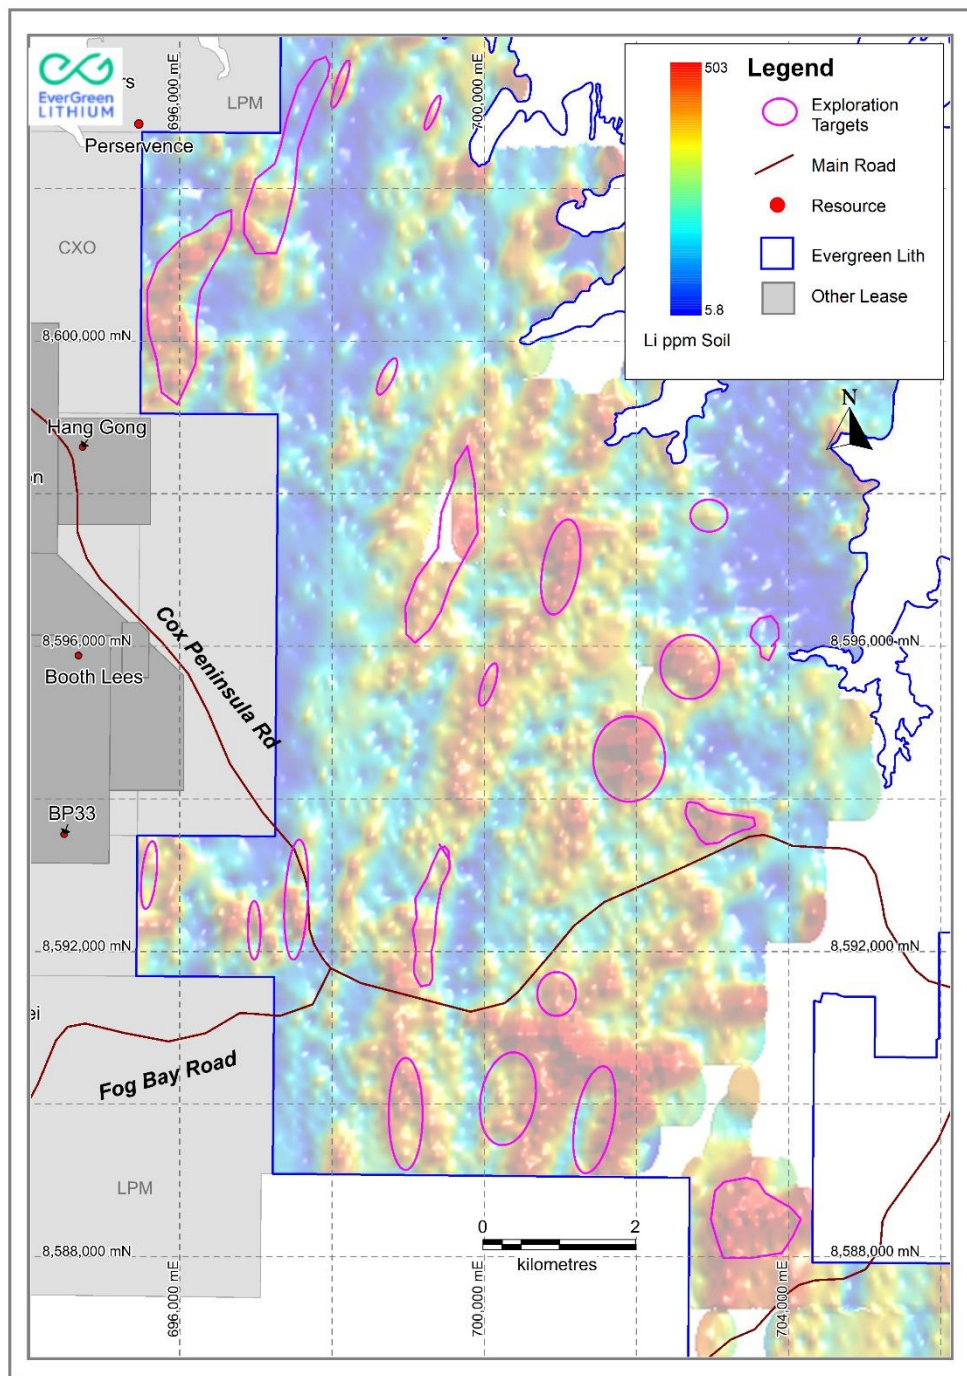 EverGreen
LITHIUM
rs
Perservence
LPM
696,000 mE
700,000 mE
503
Legend
Exploration
Targets
Main Road
Resource
Evergreen Lith
Other Lease
5.8
Li ppm Soil
CXO
8,600,000 mN
Hang Gong
N
on
8,596,000 mN
8,596,000 mN
Booth Lees
Cox Peninsula Rd
BP33
8,592,000 mN
8,592,000 mN
ei
Fog Bay Road
LPM
0
2
kilometres
8,588,000 mN
8,588,000 mN
696,000 mE
700,000 mE
704,000 mE